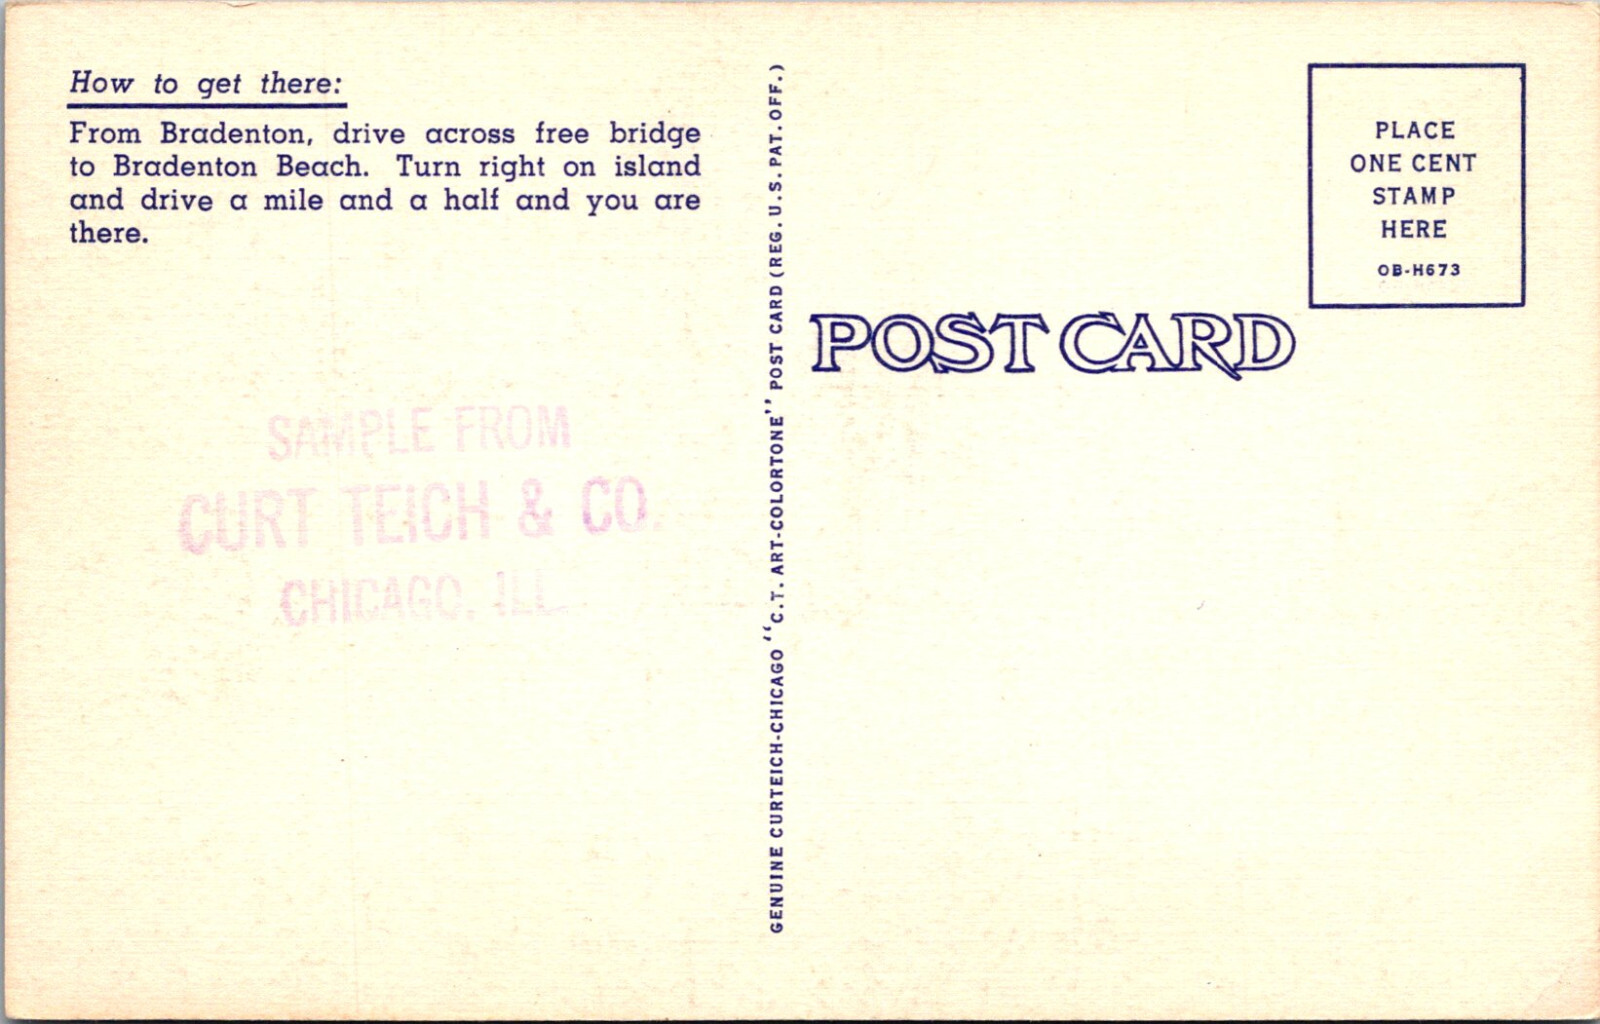 How to get there:
From Bradenton, drive across free bridge
to Bradenton Beach. Turn right on island
and drive a mile and a half and you are
there.
SAMPLE FROM
CURT TEICH & CO.
CHICAGO, ILL.
GENUINE CURTEICH-CHICAGO "C.T. ART-COLORTONE" POST CARD (REG. U.S. PAT. OFF.)
POST CARD
PLACE
ONE CENT
STAMP
HERE
OB-H673